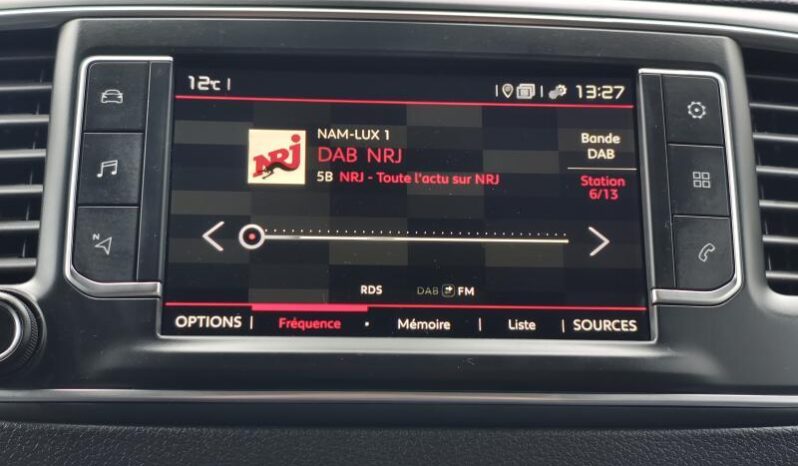 12°C |
| | 13:27
NAM-LUX 1
NRJ
DAB NRJ
5B NRJ - Toute l'actu sur NRJ
Bande
DAB
Station
6/13
N
RDS DAB FM
OPTIONS | Fréquence • Mémoire | Liste | SOURCES